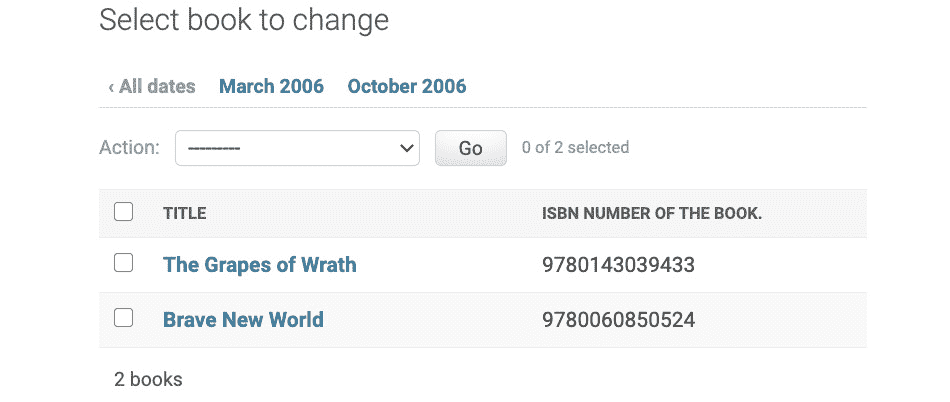 Select book to change
‹ All dates March 2006 October 2006
Action: --------- Go 0 of 2 selected
TITLE ISBN NUMBER OF THE BOOK.
The Grapes of Wrath 9780143039433
Brave New World 9780060850524
2 books